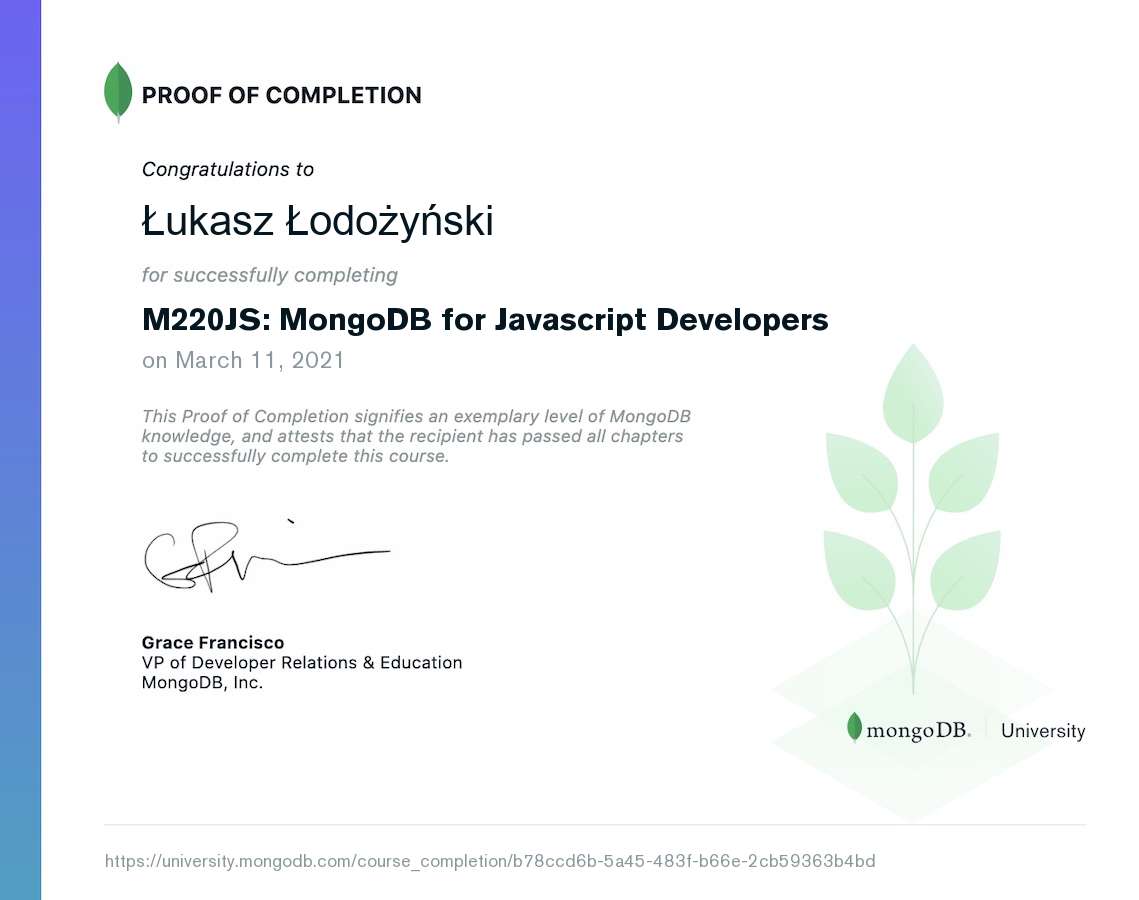 PROOF OF COMPLETION
Congratulations to
Łukasz Łodożyński
for successfully completing
M220JS: MongoDB for Javascript Developers
on March 11, 2021
This Proof of Completion signifies an exemplary level of MongoDB
knowledge, and attests that the recipient has passed all chapters
to successfully complete this course.
Grace Francisco
VP of Developer Relations & Education
MongoDB, Inc.
mongoDB. University
https://university.mongodb.com/course_completion/b78ccd6b-5a45-483f-b66e-2cb59363b4bd